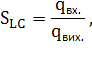 S_LC = q_вх. / q_вих. ,